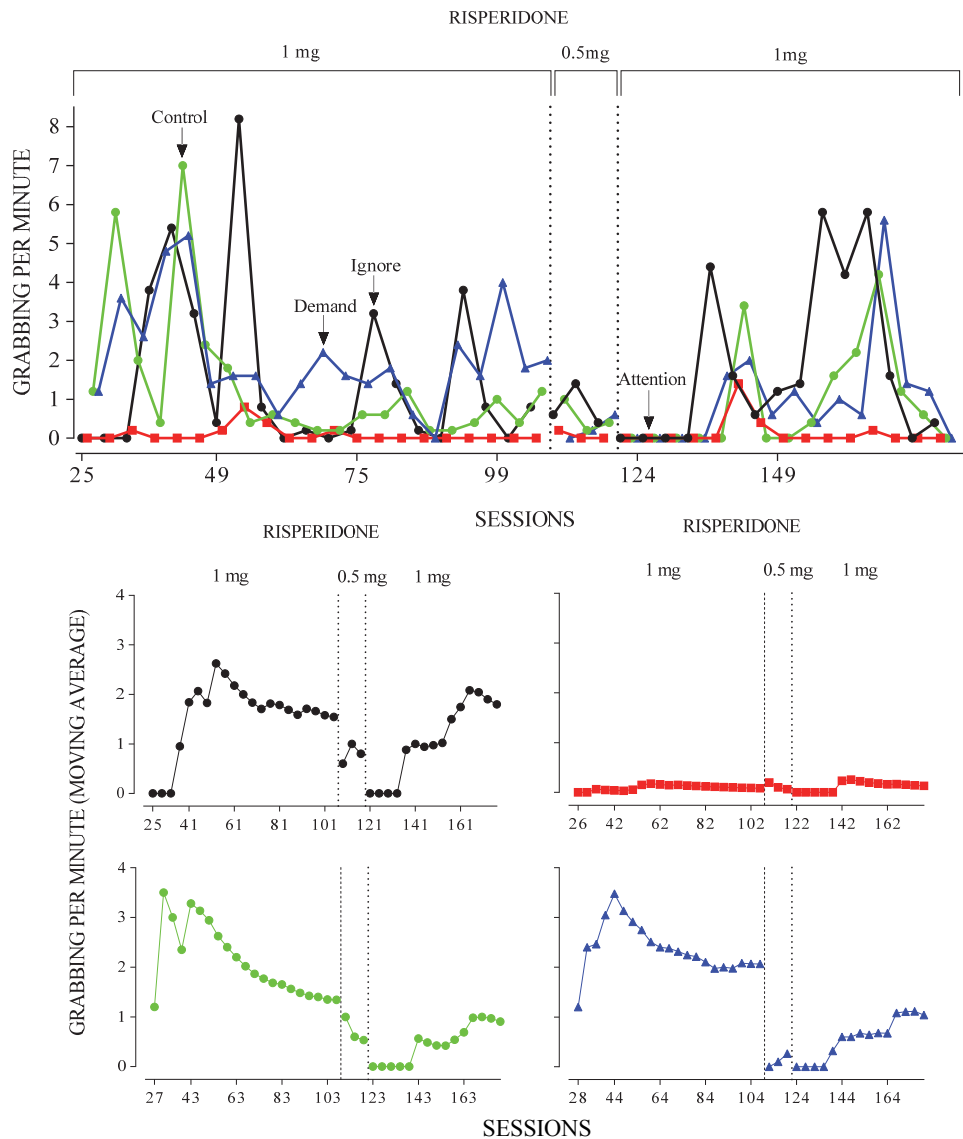 RISPERIDONE
1 mg
0.5mg
1mg
GRABBING PER MINUTE
8
7
6
5
4
3
2
1
0
Control
Demand
Ignore
Attention
25 49 75 99 124 149
SESSIONS
RISPERIDONE
RISPERIDONE
GRABBING PER MINUTE (MOVING AVERAGE)
1 mg 0.5 mg 1 mg
4
3
2
1
0
25 41 61 81 101 121 141 161
1 mg 0.5 mg 1 mg
26 42 62 82 102 122 142 162
4
3
2
1
0
27 43 63 83 103 123 143 163
28 44 64 84 104 124 144 164
SESSIONS